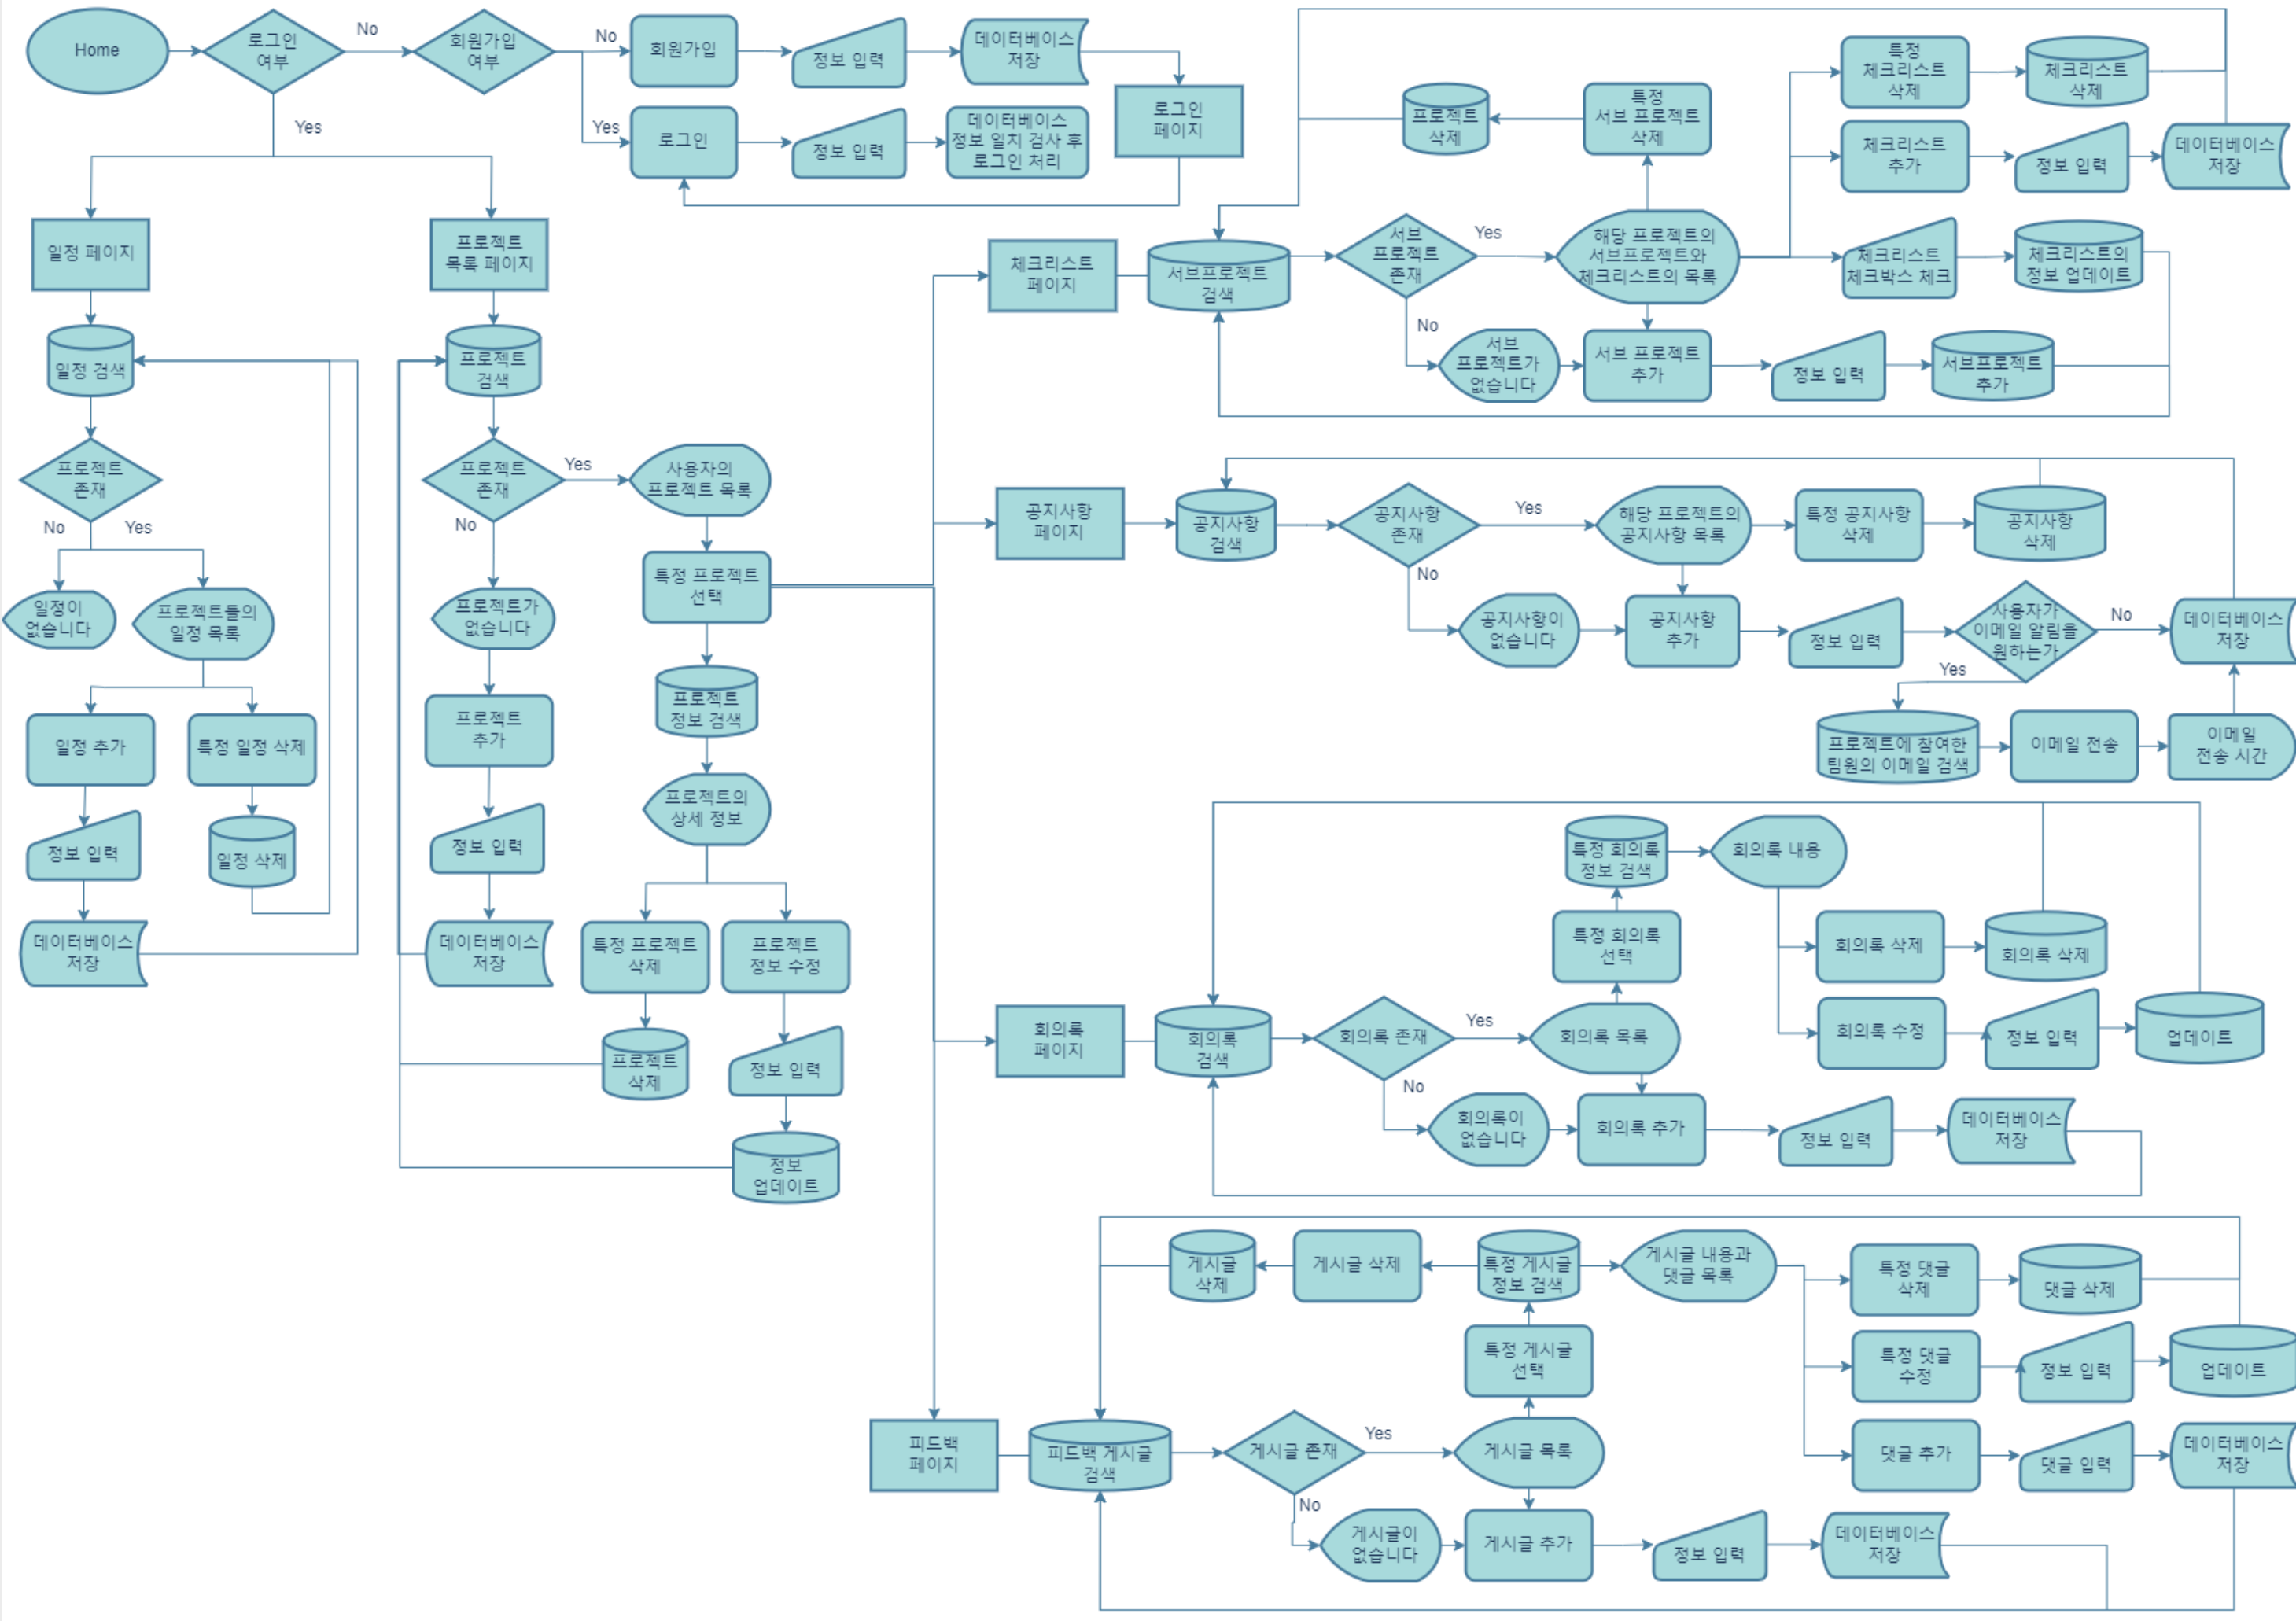 Home
로그인
여부
No
회원가입
여부
No
회원가입
정보 입력
데이터베이스
저장
로그인
페이지
Yes
로그인
정보 입력
데이터베이스
정보 일치 검사 후
로그인 처리
Yes
일정 페이지
일정 검색
프로젝트
존재
No
Yes
일정이
없습니다
프로젝트들의
일정 목록
일정 추가
특정 일정 삭제
정보 입력
일정 삭제
데이터베이스
저장
프로젝트
목록 페이지
프로젝트
검색
프로젝트
존재
Yes
No
사용자의
프로젝트 목록
프로젝트가
없습니다
프로젝트
추가
정보 입력
데이터베이스
저장
특정 프로젝트
선택
프로젝트
정보 검색
프로젝트의
상세 정보
특정 프로젝트
삭제
프로젝트
정보 수정
프로젝트
삭제
정보 입력
정보
업데이트
체크리스트
페이지
서브프로젝트
검색
서브
프로젝트
존재
Yes
해당 프로젝트의
서브프로젝트와
체크리스트의 목록
특정
서브 프로젝트
삭제
프로젝트
삭제
특정
체크리스트
삭제
체크리스트
삭제
체크리스트
추가
정보 입력
데이터베이스
저장
체크리스트
체크박스 체크
체크리스트의
정보 업데이트
No
서브
프로젝트가
없습니다
서브 프로젝트
추가
정보 입력
서브프로젝트
추가
공지사항
페이지
공지사항
검색
공지사항
존재
Yes
해당 프로젝트의
공지사항 목록
특정 공지사항
삭제
공지사항
삭제
No
공지사항이
없습니다
공지사항
추가
정보 입력
사용자가
이메일 알림을
원하는가
No
데이터베이스
저장
Yes
프로젝트에 참여한
팀원의 이메일 검색
이메일 전송
이메일
전송 시간
회의록
페이지
회의록
검색
회의록 존재
Yes
회의록 목록
특정 회의록
선택
특정 회의록
정보 검색
회의록 내용
회의록 삭제
회의록 삭제
회의록 수정
정보 입력
업데이트
No
회의록이
없습니다
회의록 추가
정보 입력
데이터베이스
저장
피드백
페이지
피드백 게시글
검색
게시글 존재
Yes
게시글 목록
특정 게시글
선택
특정 게시글
정보 검색
게시글 삭제
게시글
삭제
게시글 내용과
댓글 목록
특정 댓글
삭제
댓글 삭제
특정 댓글
수정
정보 입력
업데이트
댓글 추가
댓글 입력
데이터베이스
저장
No
게시글이
없습니다
게시글 추가
정보 입력
데이터베이스
저장